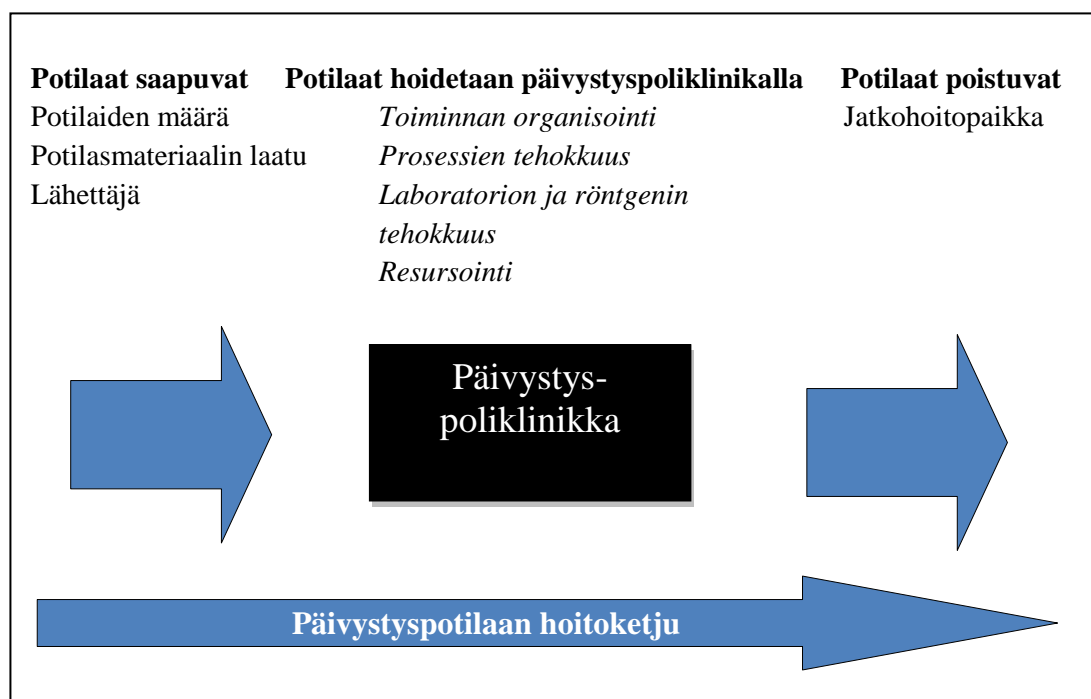 Potilaat saapuvat
Potilaiden määrä
Potilasmateriaalin laatu
Lähettäjä
Potilaat hoidetaan päivystyspoliklinikalla
Toiminnan organisointi
Prosessien tehokkuus
Laboratorion ja röntgenin
tehokkuus
Resursointi
Potilaat poistuvat
Jatkohoitopaikka
Päivystys-
poliklinikka
Päivystyspotilaan hoitoketju